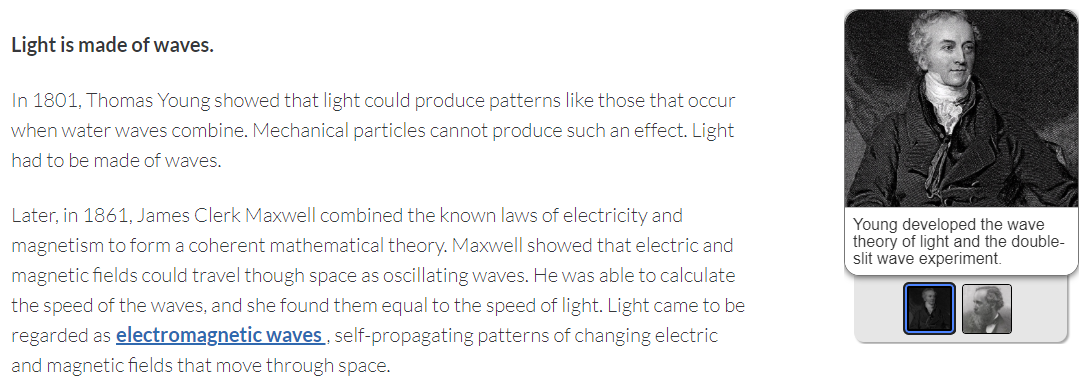 Light is made of waves.
In 1801, Thomas Young showed that light could produce patterns like those that occur
when water waves combine. Mechanical particles cannot produce such an effect. Light
had to be made of waves.
Later, in 1861, James Clerk Maxwell combined the known laws of electricity and
magnetism to form a coherent mathematical theory. Maxwell showed that electric and
magnetic fields could travel though space as oscillating waves. He was able to calculate
the speed of the waves, and she found them equal to the speed of light. Light came to be
regarded as electromagnetic waves , self-propagating patterns of changing electric
and magnetic fields that move through space.
Young developed the wave
theory of light and the double-
slit wave experiment.